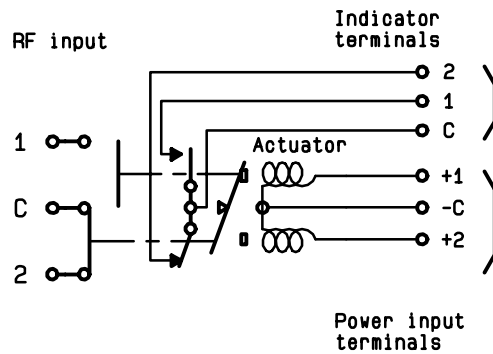 Indicator
RF input
terminals
2
1
C
1
Actuator
+1
C
-C
+2
2
Power input
terminals